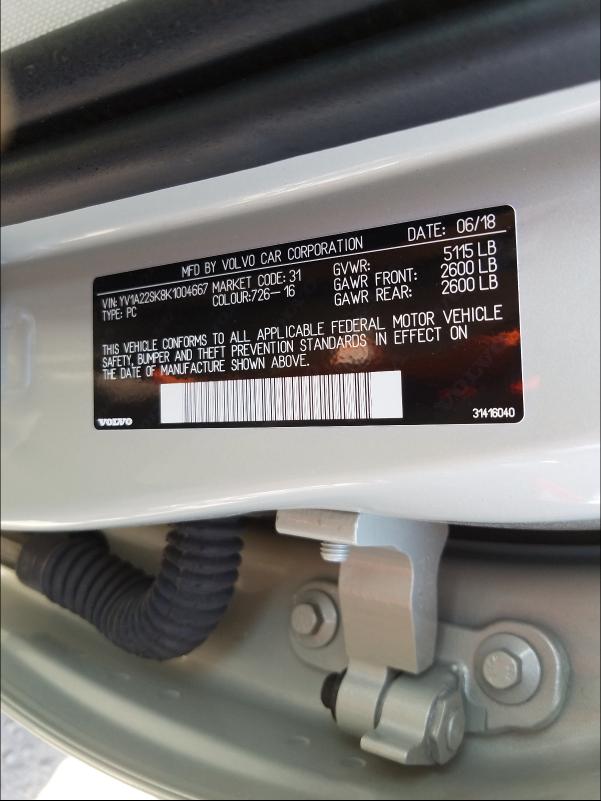 DATE: 06/18
MFD BY VOLVO CAR CORPORATION
VIN: YV1A22SK8K1004667 MARKET CODE: 31 GVWR: 5115 LB
TYPE: PC COLOUR:726-16 GAWR FRONT: 2600 LB
GAWR REAR: 2600 LB
THIS VEHICLE CONFORMS TO ALL APPLICABLE FEDERAL MOTOR VEHICLE
SAFETY, BUMPER AND THEFT PREVENTION STANDARDS IN EFFECT ON
THE DATE OF MANUFACTURE SHOWN ABOVE.
VOLVO 31416040